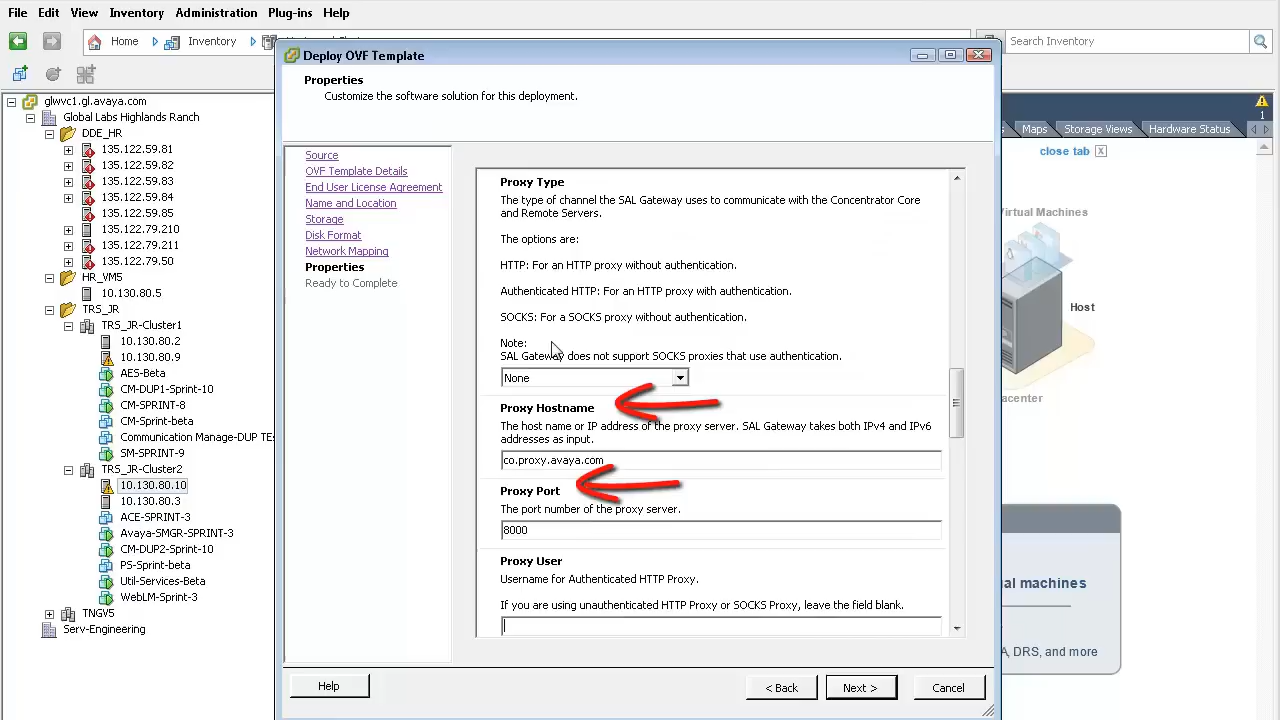 File Edit View Inventory Administration Plug-ins Help
Home Inventory
Search Inventory
glwvc1.gl.avaya.com
Global Labs Highlands Ranch
DDE_HR
135.122.59.81
135.122.59.82
135.122.59.83
135.122.59.84
135.122.59.85
135.122.79.210
135.122.79.211
135.122.79.50
HR_VM5
10.130.80.5
TRS_JR
TRS_JR-Cluster1
10.130.80.2
10.130.80.9
AES-Beta
CM-DUP1-Sprint-10
CM-SPRINT-8
CM-Sprint-beta
Communication Manage-DUP TE
SM-SPRINT-9
TRS_JR-Cluster2
10.130.80.10
10.130.80.3
ACE-SPRINT-3
Avaya-SMGR-SPRINT-3
CM-DUP2-Sprint-10
PS-Sprint-beta
Util-Services-Beta
WebLM-Sprint-3
TNGV5
Serv-Engineering
Deploy OVF Template
Properties
Customize the software solution for this deployment.
Source
OVF Template Details
End User License Agreement
Name and Location
Storage
Disk Format
Network Mapping
Properties
Ready to Complete
Proxy Type
The type of channel the SAL Gateway uses to communicate with the Concentrator Core
and Remote Servers.
The options are:
HTTP: For an HTTP proxy without authentication.
Authenticated HTTP: For an HTTP proxy with authentication.
SOCKS: For a SOCKS proxy without authentication.
Note:
SAL Gateway does not support SOCKS proxies that use authentication.
None
Proxy Hostname
The host name or IP address of the proxy server. SAL Gateway takes both IPv4 and IPv6
addresses as input.
co.proxy.avaya.com
Proxy Port
The port number of the proxy server.
8000
Proxy User
Username for Authenticated HTTP Proxy.
If you are using unauthenticated HTTP Proxy or SOCKS Proxy, leave the field blank.
Help < Back Next > Cancel
1
Maps Storage Views Hardware Status
close tab X
Virtual Machines
Host
acenter
al machines
A, DRS, and more